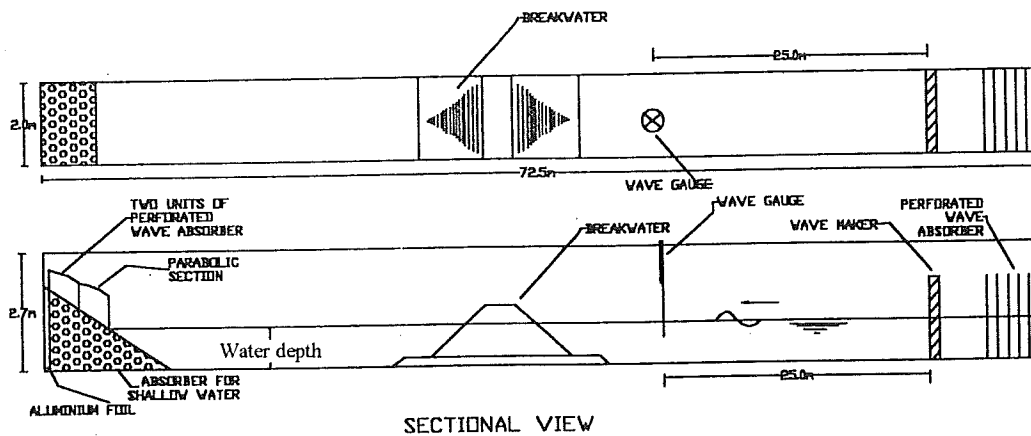 BREAKWATER
25.0m
2.0m
72.5m
WAVE GAUGE
TWO UNITS OF
PERFORATED
WAVE ABSORBER
PARABOLIC
SECTION
BREAKWATER
WAVE GAUGE
WAVE MAKER
PERFORATED
WAVE
ABSORBER
2.7m
Water depth
ABSORBER FOR
SHALLOW WATER
ALUMINIUM FOIL
25.0m
SECTIONAL VIEW